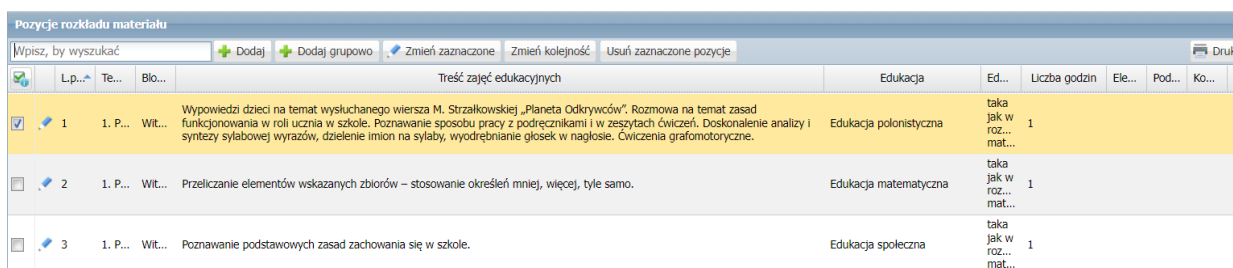 Pozycje rozkładu materiału
Wpisz, by wyszukać Dodaj Dodaj grupowo Zmień zaznaczone Zmień kolejność Usuń zaznaczone pozycje Druk
L.p... Te... Blo... Treść zajęć edukacyjnych Edukacja Ed... Liczba godzin Ele... Pod... Ko...
1 1. P... Wit... Wypowiedzi dzieci na temat wysłuchanego wiersza M. Strzałkowskiej „Planeta Odkrywców”. Rozmowa na temat zasad
funkcjonowania w roli ucznia w szkole. Poznawanie sposobu pracy z podręcznikami i w zeszytach ćwiczeń. Doskonalenie analizy i
syntezy sylabowej wyrazów, dzielenie imion na sylaby, wyodrębnianie głosek w nagłosie. Ćwiczenia grafomotoryczne.
Edukacja polonistyczna
taka
jak w
roz...
mat...
1
2 1. P... Wit... Przeliczanie elementów wskazanych zbiorów – stosowanie określeń mniej, więcej, tyle samo.
Edukacja matematyczna
taka
jak w
roz...
mat...
1
3 1. P... Wit... Poznawanie podstawowych zasad zachowania się w szkole.
Edukacja społeczna
taka
jak w
roz...
mat...
1